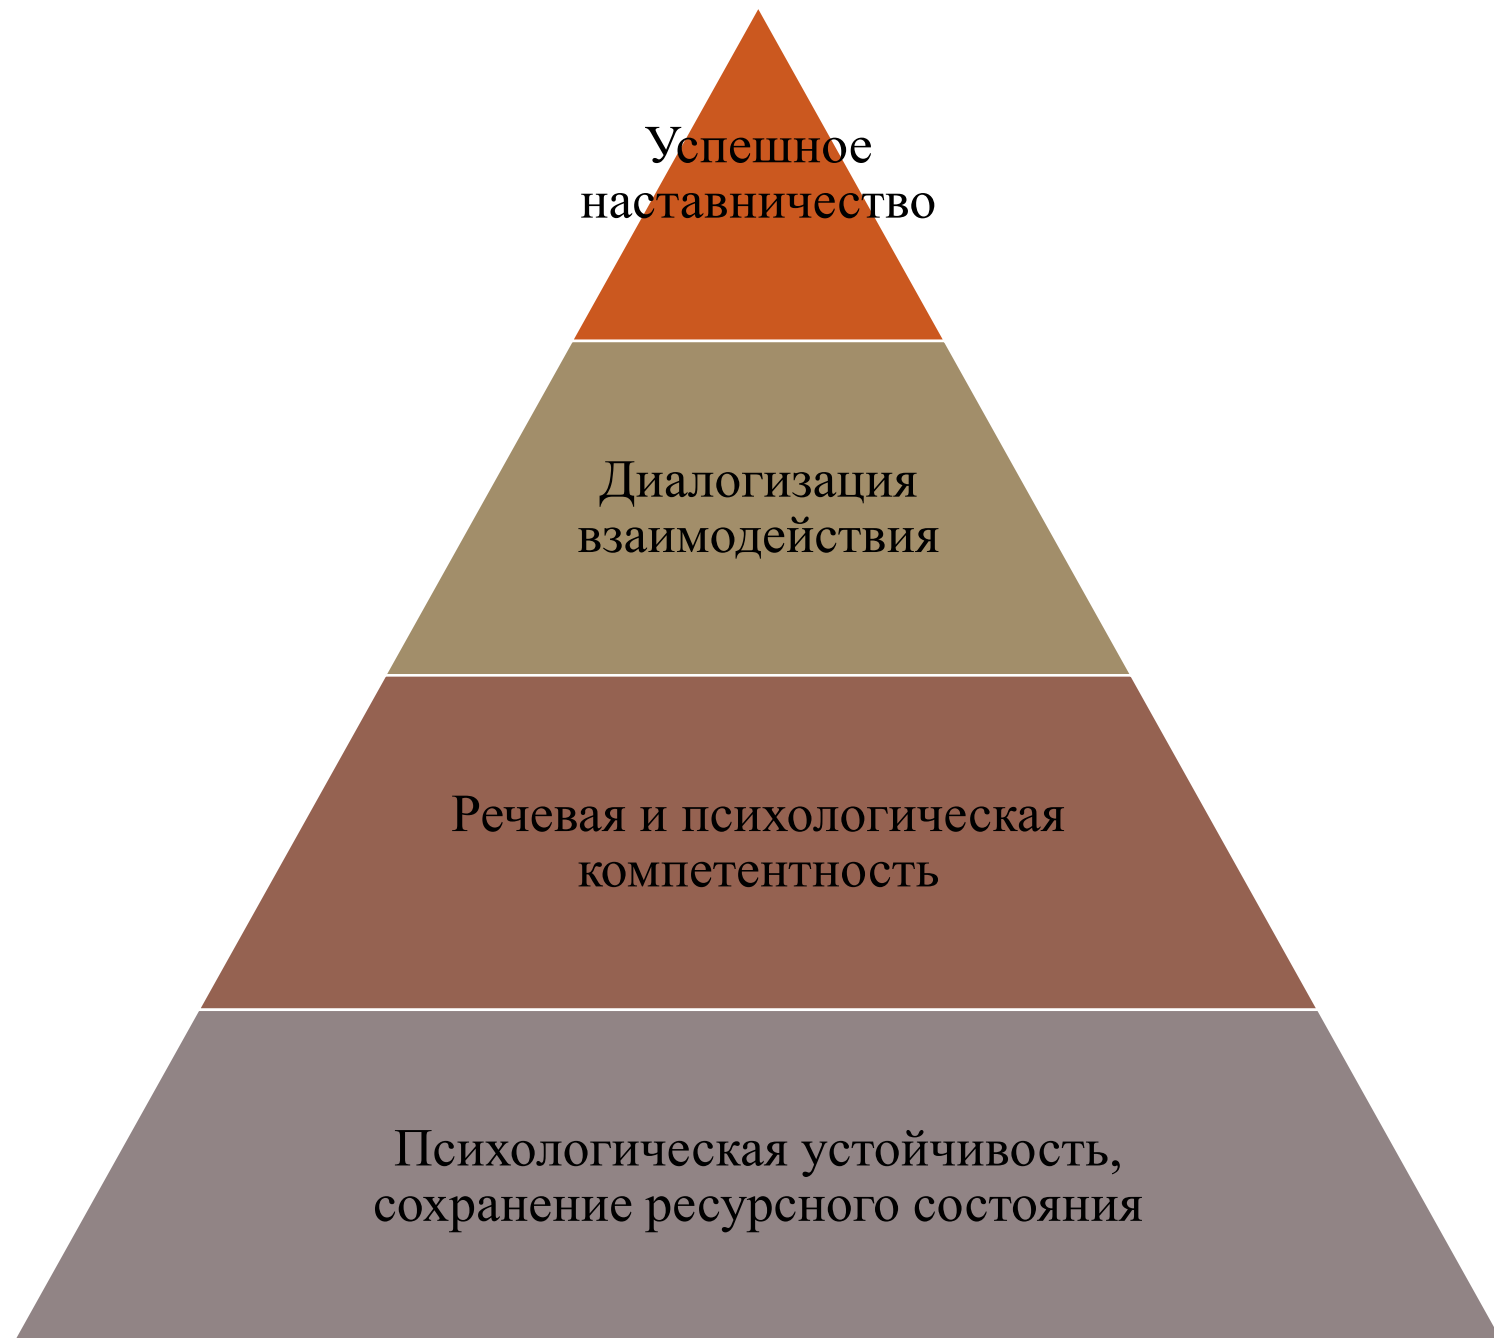 Успешное
наставничество
Диалогизация
взаимодействия
Речевая и психологическая
компетентность
Психологическая устойчивость,
сохранение ресурсного состояния